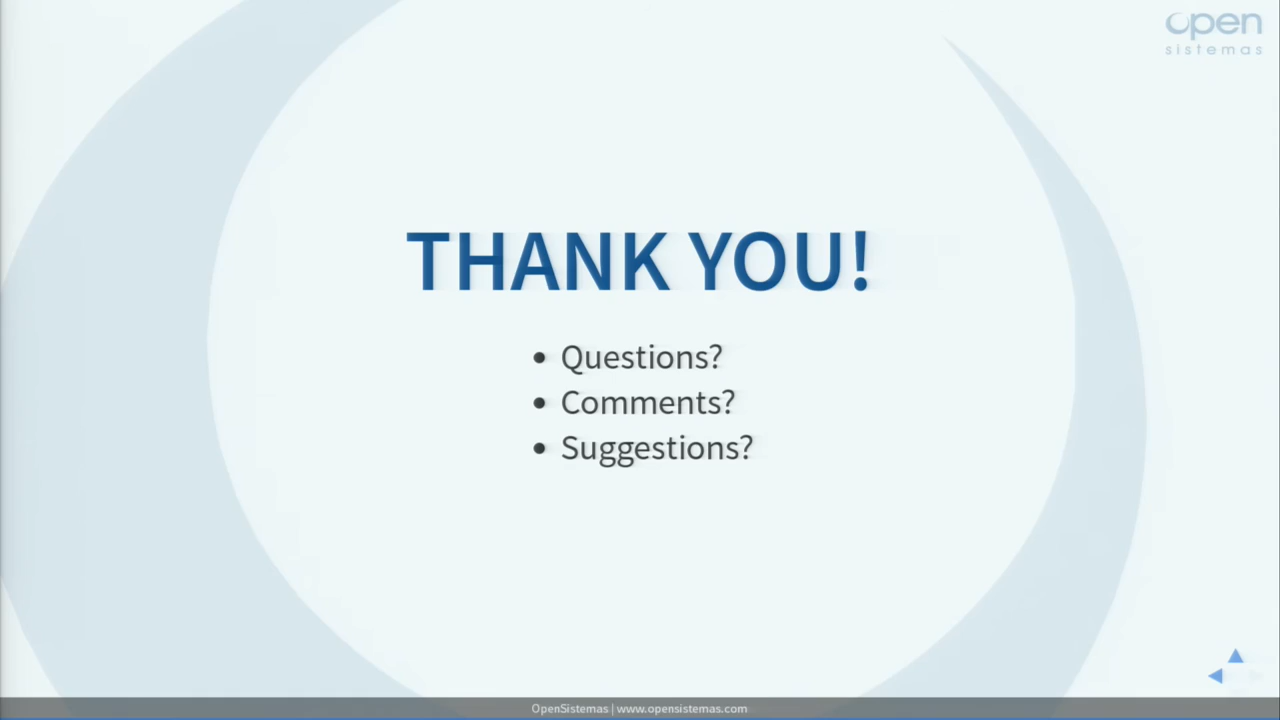 open
sistemas
THANK YOU!
• Questions?
• Comments?
• Suggestions?
OpenSistemas | www.opensistemas.com